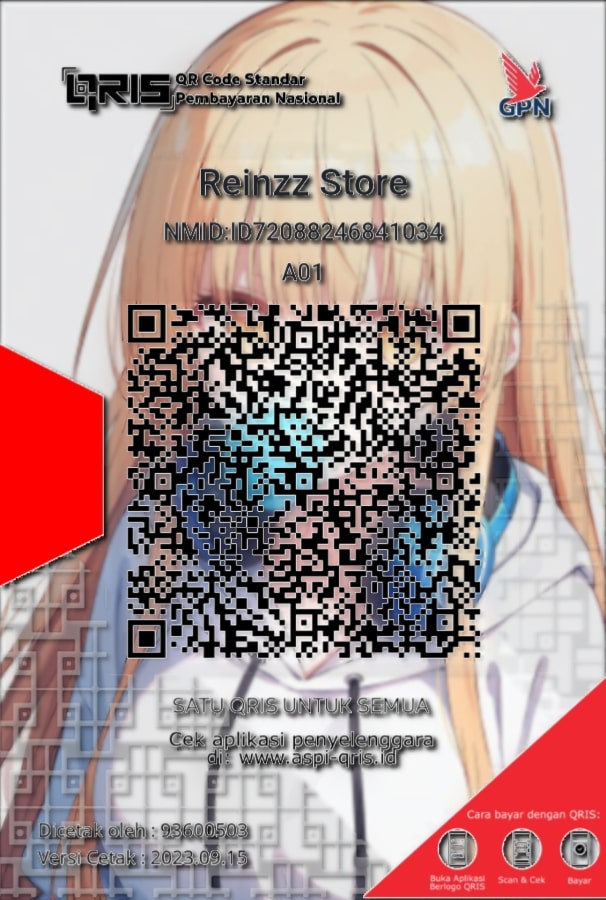 QRIS
QR Code Standar
Pembayaran Nasional
GPN
Reinzz Store
NMID:ID72088246841034
A01
SATU QRIS UNTUK SEMUA
Cek aplikasi penyelenggara
di: www.aspi-qris.id
Dicetak oleh : 93600503
Versi Cetak : 2023.09.15
Cara bayar dengan QRIS:
Buka Aplikasi
Berlogo QRIS
Scan & Cek
Bayar